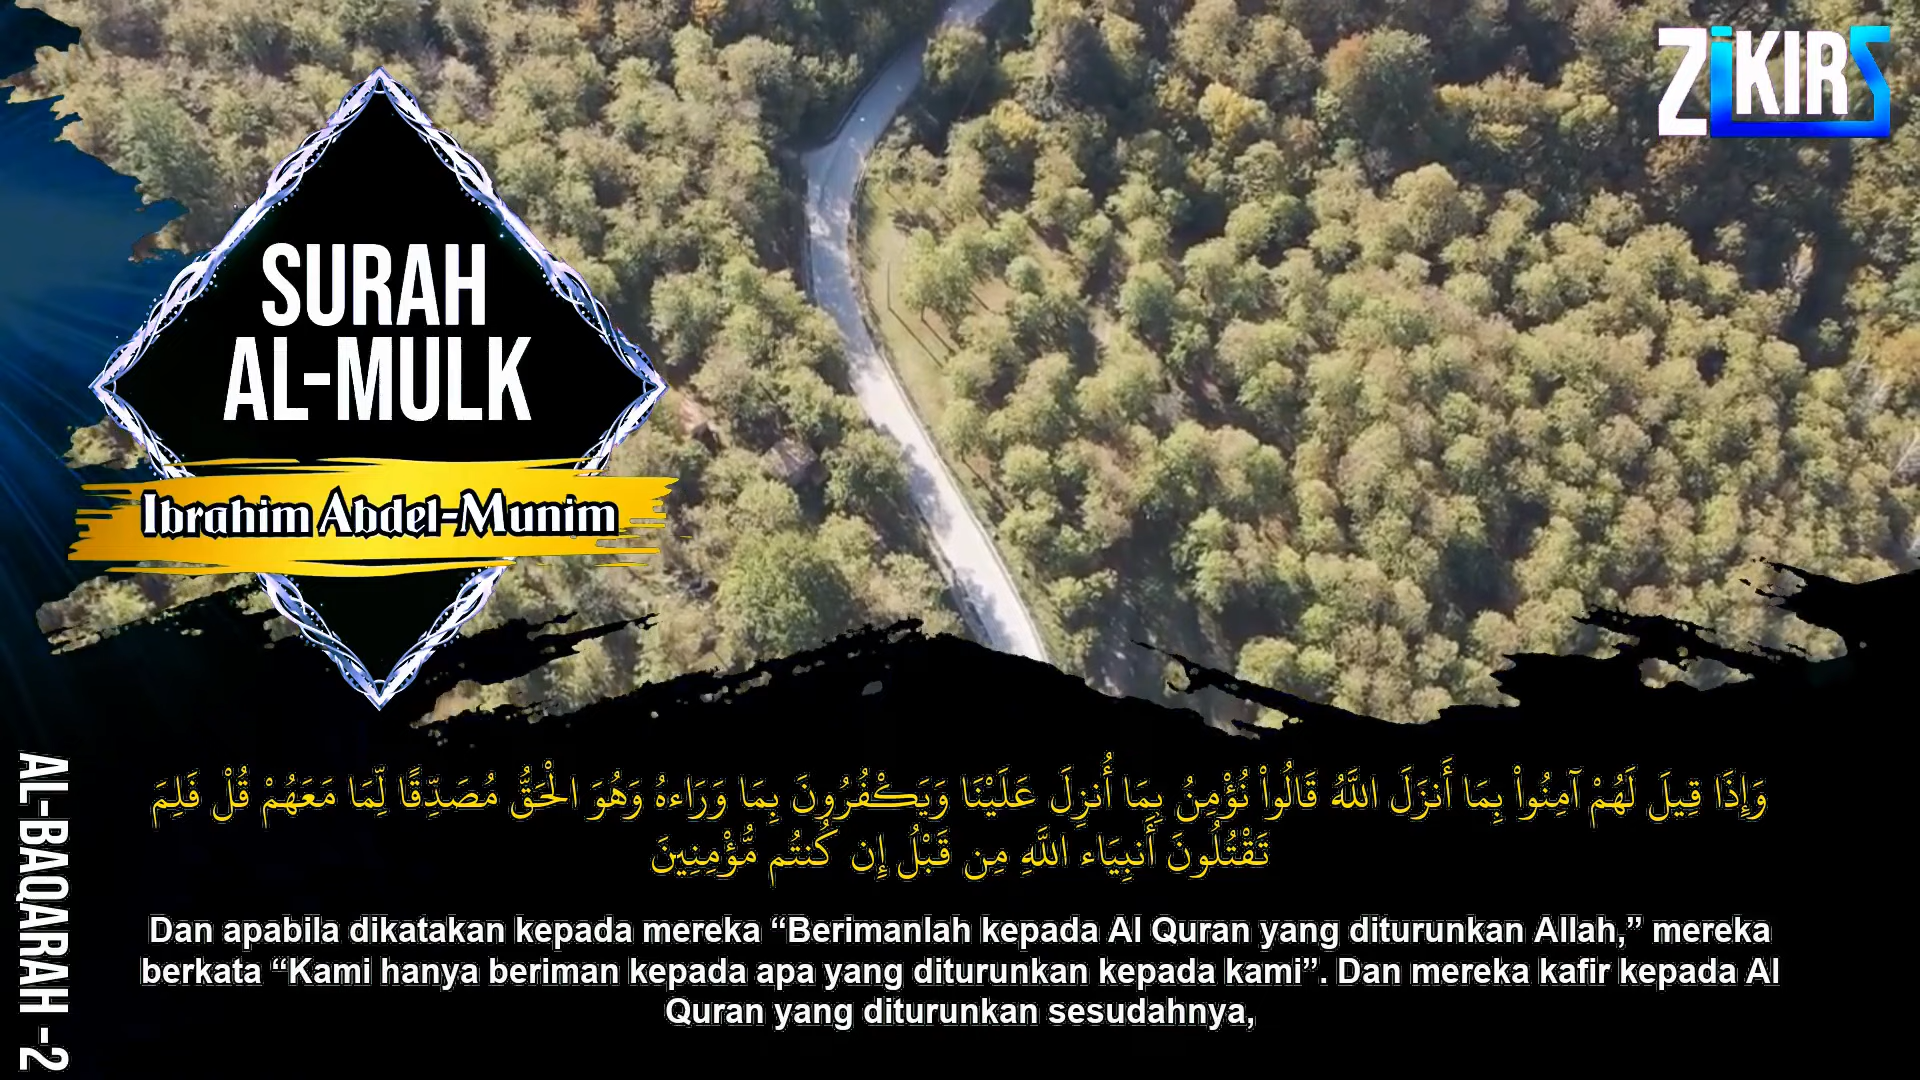 ZiKIRS
SURAH
AL-MULK
Ibrahim Abdel-Munim
AL-BAQARAH -2
وَإِذَا قِيلَ لَهُمْ آمِنُواْ بِمَا أَنزَلَ اللَّهُ قَالُواْ نُؤْمِنُ بِمَا أُنزِلَ عَلَيْنَا وَيَكْفُرُونَ بِمَا وَرَاءهُ وَهُوَ الْحَقُّ مُصَدِّقًا لِّمَا مَعَهُمْ قُلْ فَلِمَ
تَقْتُلُونَ أَنبِيَاء اللَّهِ مِن قَبْلُ إِن كُنتُم مُّؤْمِنِينَ
Dan apabila dikatakan kepada mereka “Berimanlah kepada Al Quran yang diturunkan Allah,” mereka
berkata “Kami hanya beriman kepada apa yang diturunkan kepada kami”. Dan mereka kafir kepada Al
Quran yang diturunkan sesudahnya,